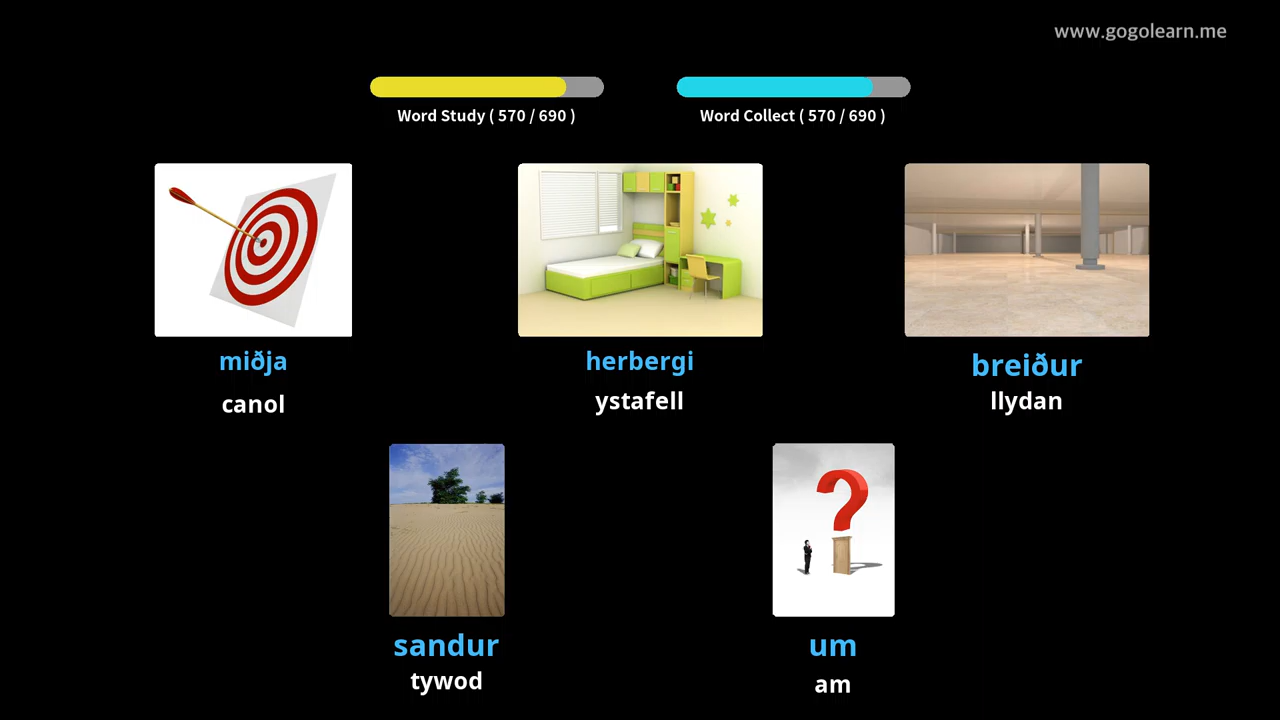 www.gogolearn.me
Word Study ( 570 / 690 )
Word Collect ( 570 / 690 )
miðja
canol
herbergi
ystafell
breiður
llydan
sandur
tywod
um
am